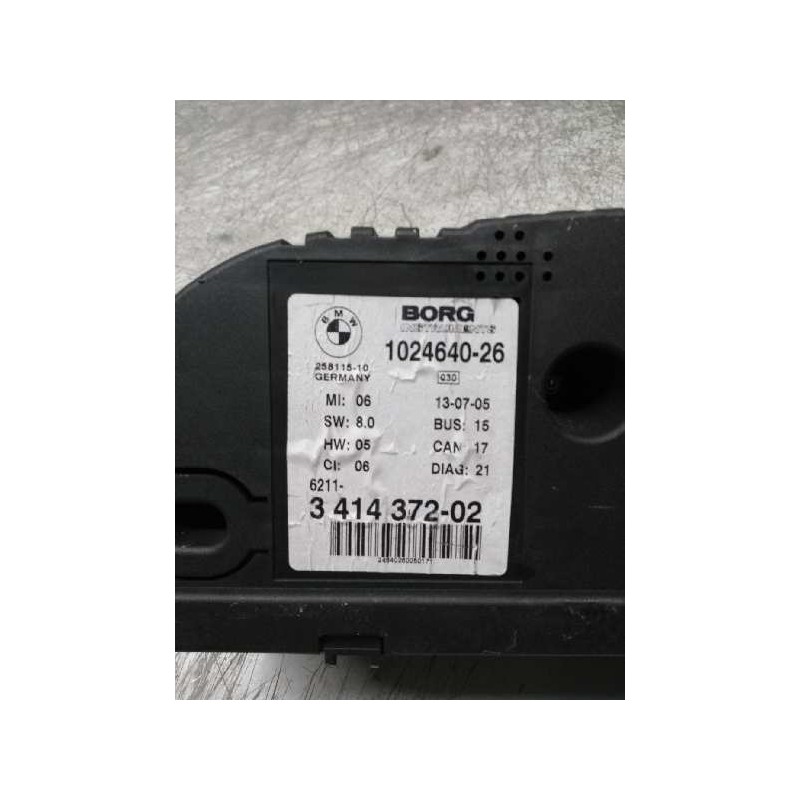 BMW
BORG
INSTRUMENTS
1024640-26
258115-10
GERMANY
030
MI: 06 13-07-05
SW: 8.0 BUS: 15
HW: 05 CAN: 17
CI: 06 DIAG: 21
6211-
3 414 372-02